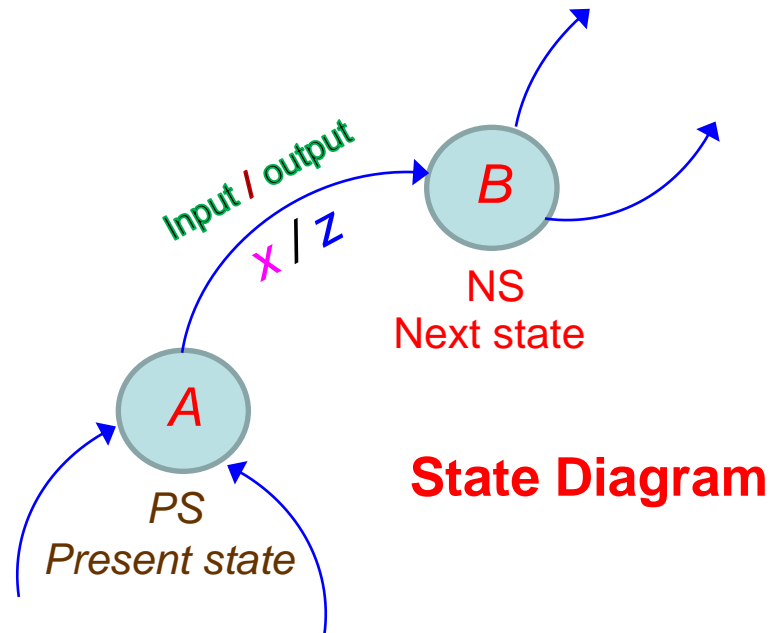 Input / output
x / z
B
NS
Next state
A
State Diagram
PS
Present state